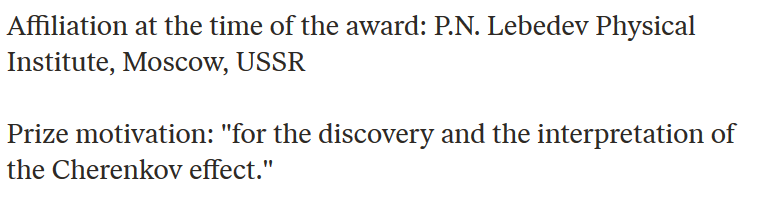 Affiliation at the time of the award: P.N. Lebedev Physical
Institute, Moscow, USSR
Prize motivation: "for the discovery and the interpretation of
the Cherenkov effect."